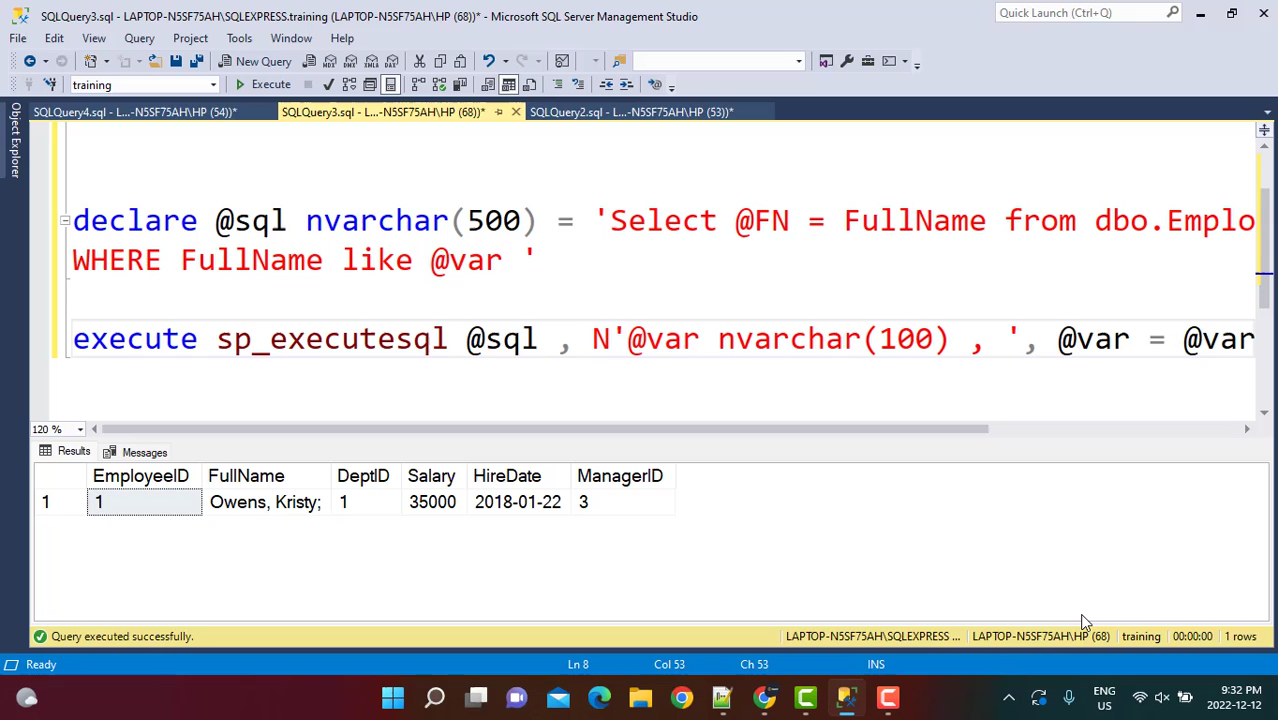 SQLQuery3.sql - LAPTOP-N5SF75AH\SQLEXPRESS.training (LAPTOP-N5SF75AH\HP (68))* - Microsoft SQL Server Management Studio
Quick Launch (Ctrl+Q)
File Edit View Query Project Tools Window Help
New Query
training Execute
SQLQuery4.sql - L...-N5SF75AH\HP (54))* SQLQuery3.sql - L...-N5SF75AH\HP (68))* SQLQuery2.sql - L...-N5SF75AH\HP (53))*
Object Explorer
declare @sql nvarchar(500) = 'Select @FN = FullName from dbo.Emplo
WHERE FullName like @var '
execute sp_executesql @sql , N'@var nvarchar(100) , ', @var = @var
120 %
Results Messages
EmployeeID FullName DeptID Salary HireDate ManagerID
1 1 Owens, Kristy; 1 35000 2018-01-22 3
Query executed successfully. LAPTOP-N5SF75AH\SQLEXPRESS ... LAPTOP-N5SF75AH\HP (68) training 00:00:00 1 rows
Ready Ln 8 Col 53 Ch 53 INS
ENG 9:32 PM
US 2022-12-12